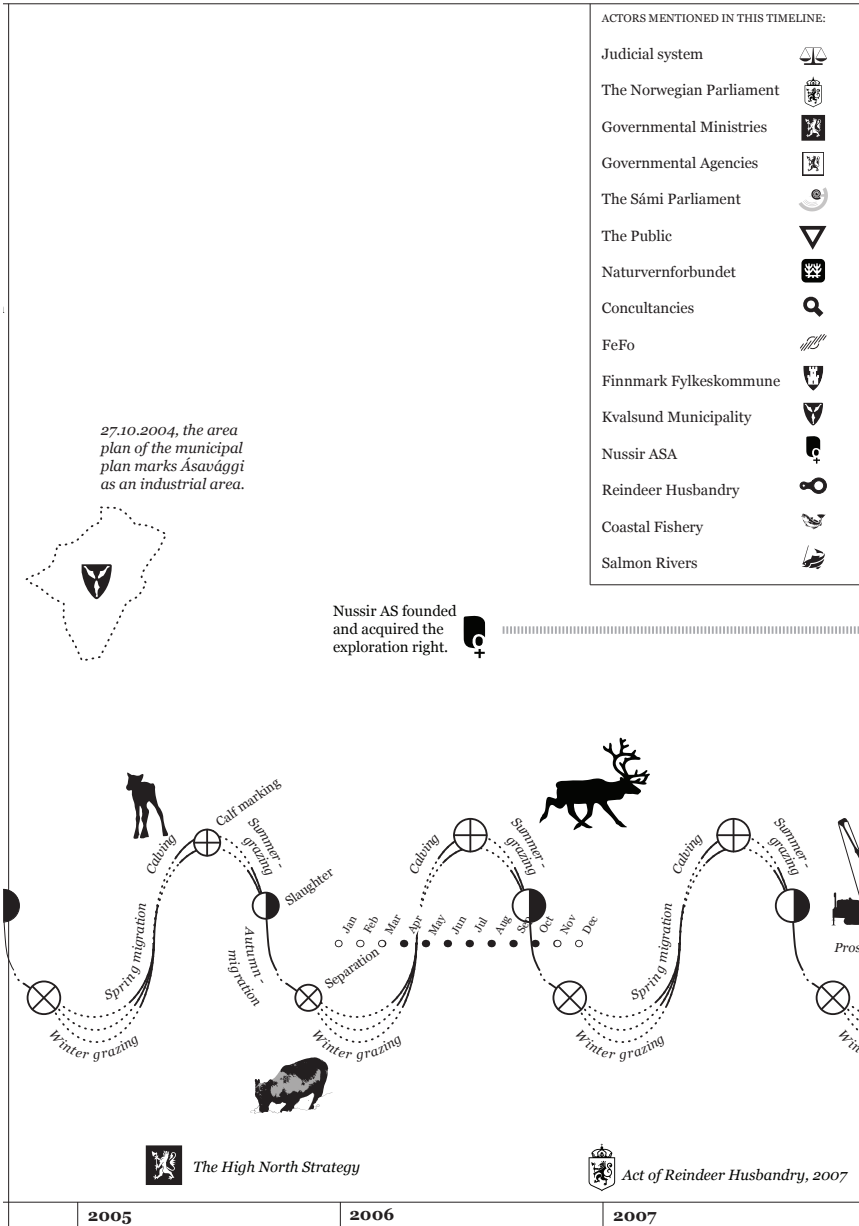 ACTORS MENTIONED IN THIS TIMELINE:
Judicial system
The Norwegian Parliament
Governmental Ministries
Governmental Agencies
The Sámi Parliament
The Public
Naturvernforbundet
Concultancies
FeFo
Finnmark Fylkeskommune
Kvalsund Municipality
Nussir ASA
Reindeer Husbandry
Coastal Fishery
Salmon Rivers
27.10.2004, the area
plan of the municipal
plan marks Ásavággi
as an industrial area.
Nussir AS founded
and acquired the
exploration right.
Winter grazing
Spring migration
Calving
Calf marking
Summer-
grazing
Slaughter
Autumn-
migration
Separation
Jan
Feb
Mar
Apr
May
Jun
Jul
Aug
Sep
Oct
Nov
Dec
Winter grazing
Calving
Summer-
grazing
Winter grazing
Spring migration
Calving
Summer-
grazing
Pros
Win
The High North Strategy
Act of Reindeer Husbandry, 2007
2005
2006
2007